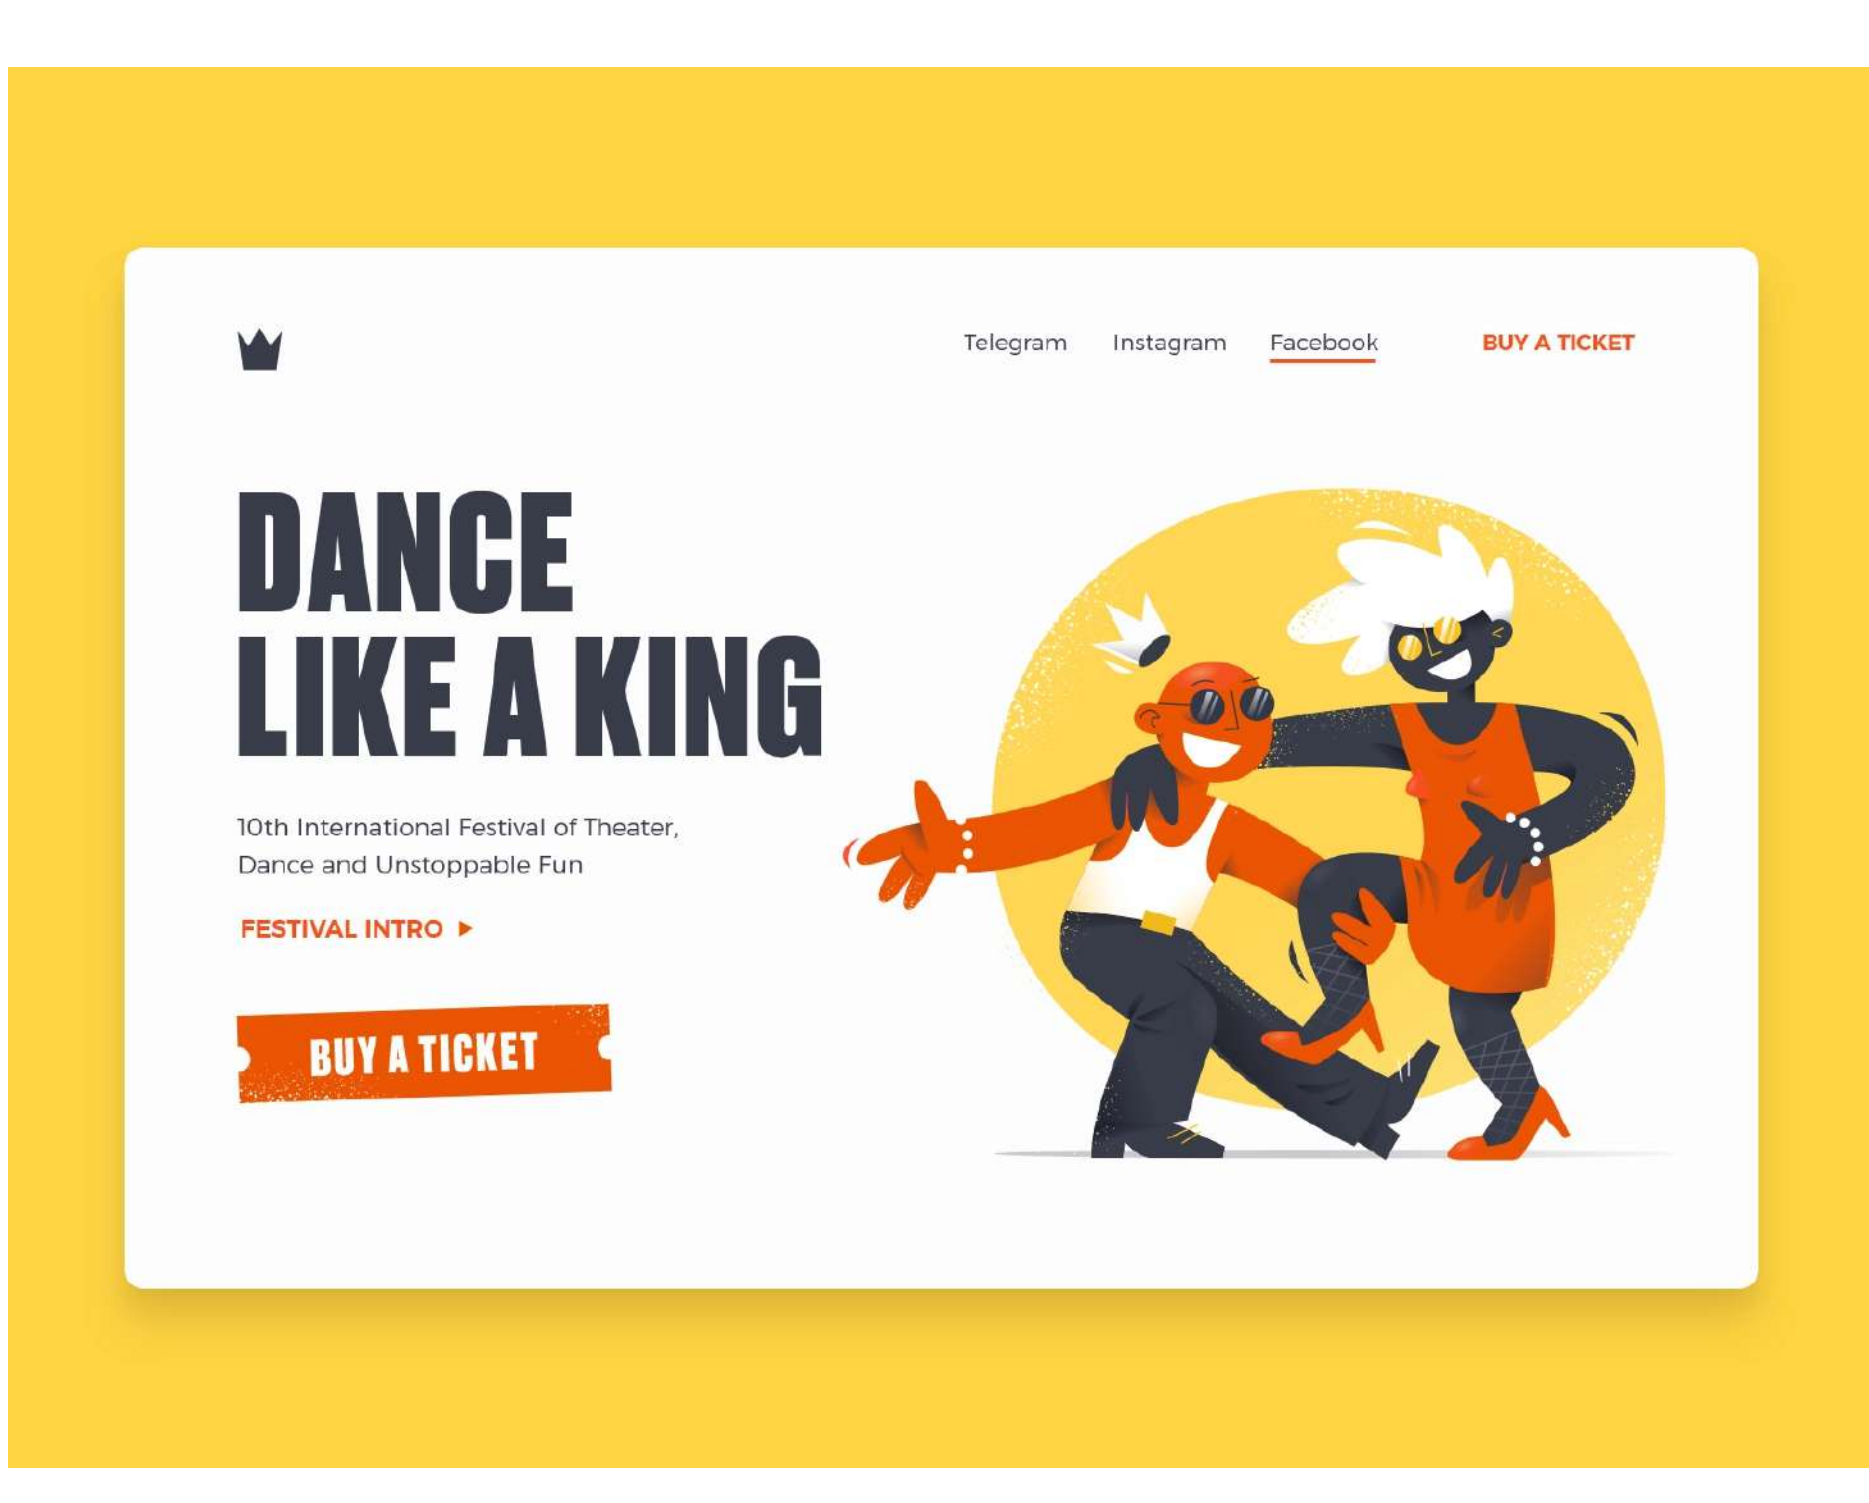 Telegram Instagram Facebook BUY A TICKET
DANCE
LIKE A KING
10th International Festival of Theater,
Dance and Unstoppable Fun
FESTIVAL INTRO
BUY A TICKET